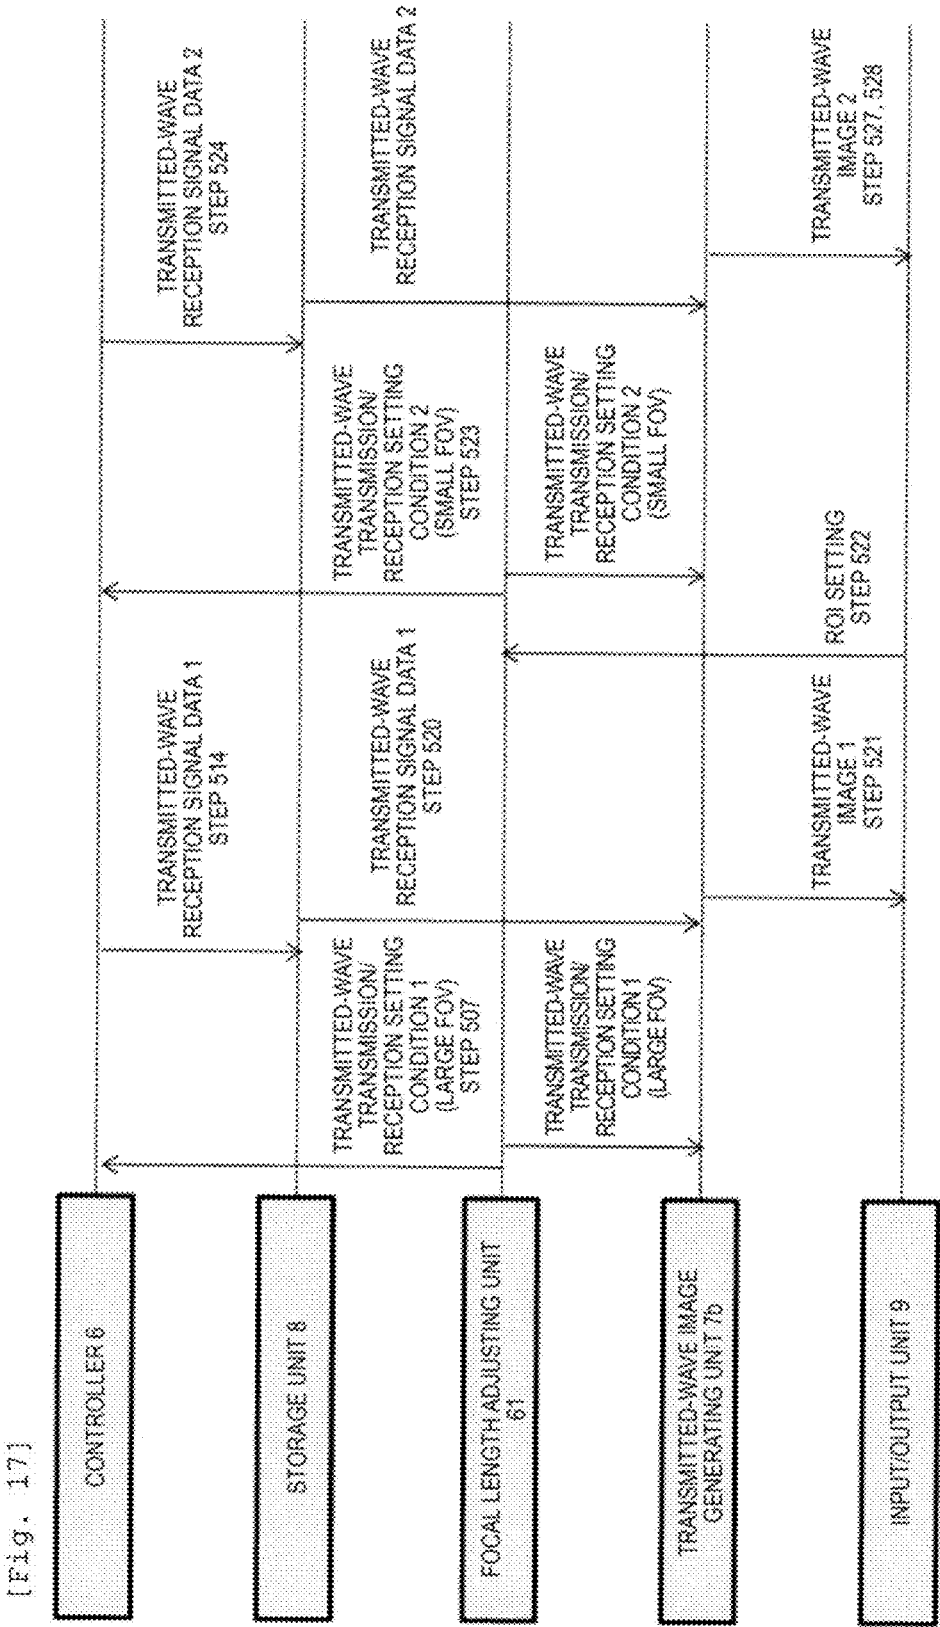 [Fig. 17]
CONTROLLER 6
STORAGE UNIT 8
FOCAL LENGTH ADJUSTING UNIT
61
TRANSMITTED-WAVE IMAGE
GENERATING UNIT 7b
INPUT/OUTPUT UNIT 9
TRANSMITTED-WAVE
TRANSMISSION/
RECEPTION SETTING
CONDITION 1
(LARGE FOV)
STEP 507
TRANSMITTED-WAVE
TRANSMISSION/
RECEPTION SETTING
CONDITION 1
(LARGE FOV)
TRANSMITTED-WAVE
RECEPTION SIGNAL DATA 1
STEP 514
TRANSMITTED-WAVE
RECEPTION SIGNAL DATA 1
STEP 520
TRANSMITTED-WAVE
IMAGE 1
STEP 521
ROI SETTING
STEP 522
TRANSMITTED-WAVE
TRANSMISSION/
RECEPTION SETTING
CONDITION 2
(SMALL FOV)
STEP 523
TRANSMITTED-WAVE
TRANSMISSION/
RECEPTION SETTING
CONDITION 2
(SMALL FOV)
TRANSMITTED-WAVE
RECEPTION SIGNAL DATA 2
STEP 524
TRANSMITTED-WAVE
RECEPTION SIGNAL DATA 2
TRANSMITTED-WAVE
IMAGE 2
STEP 527, 528